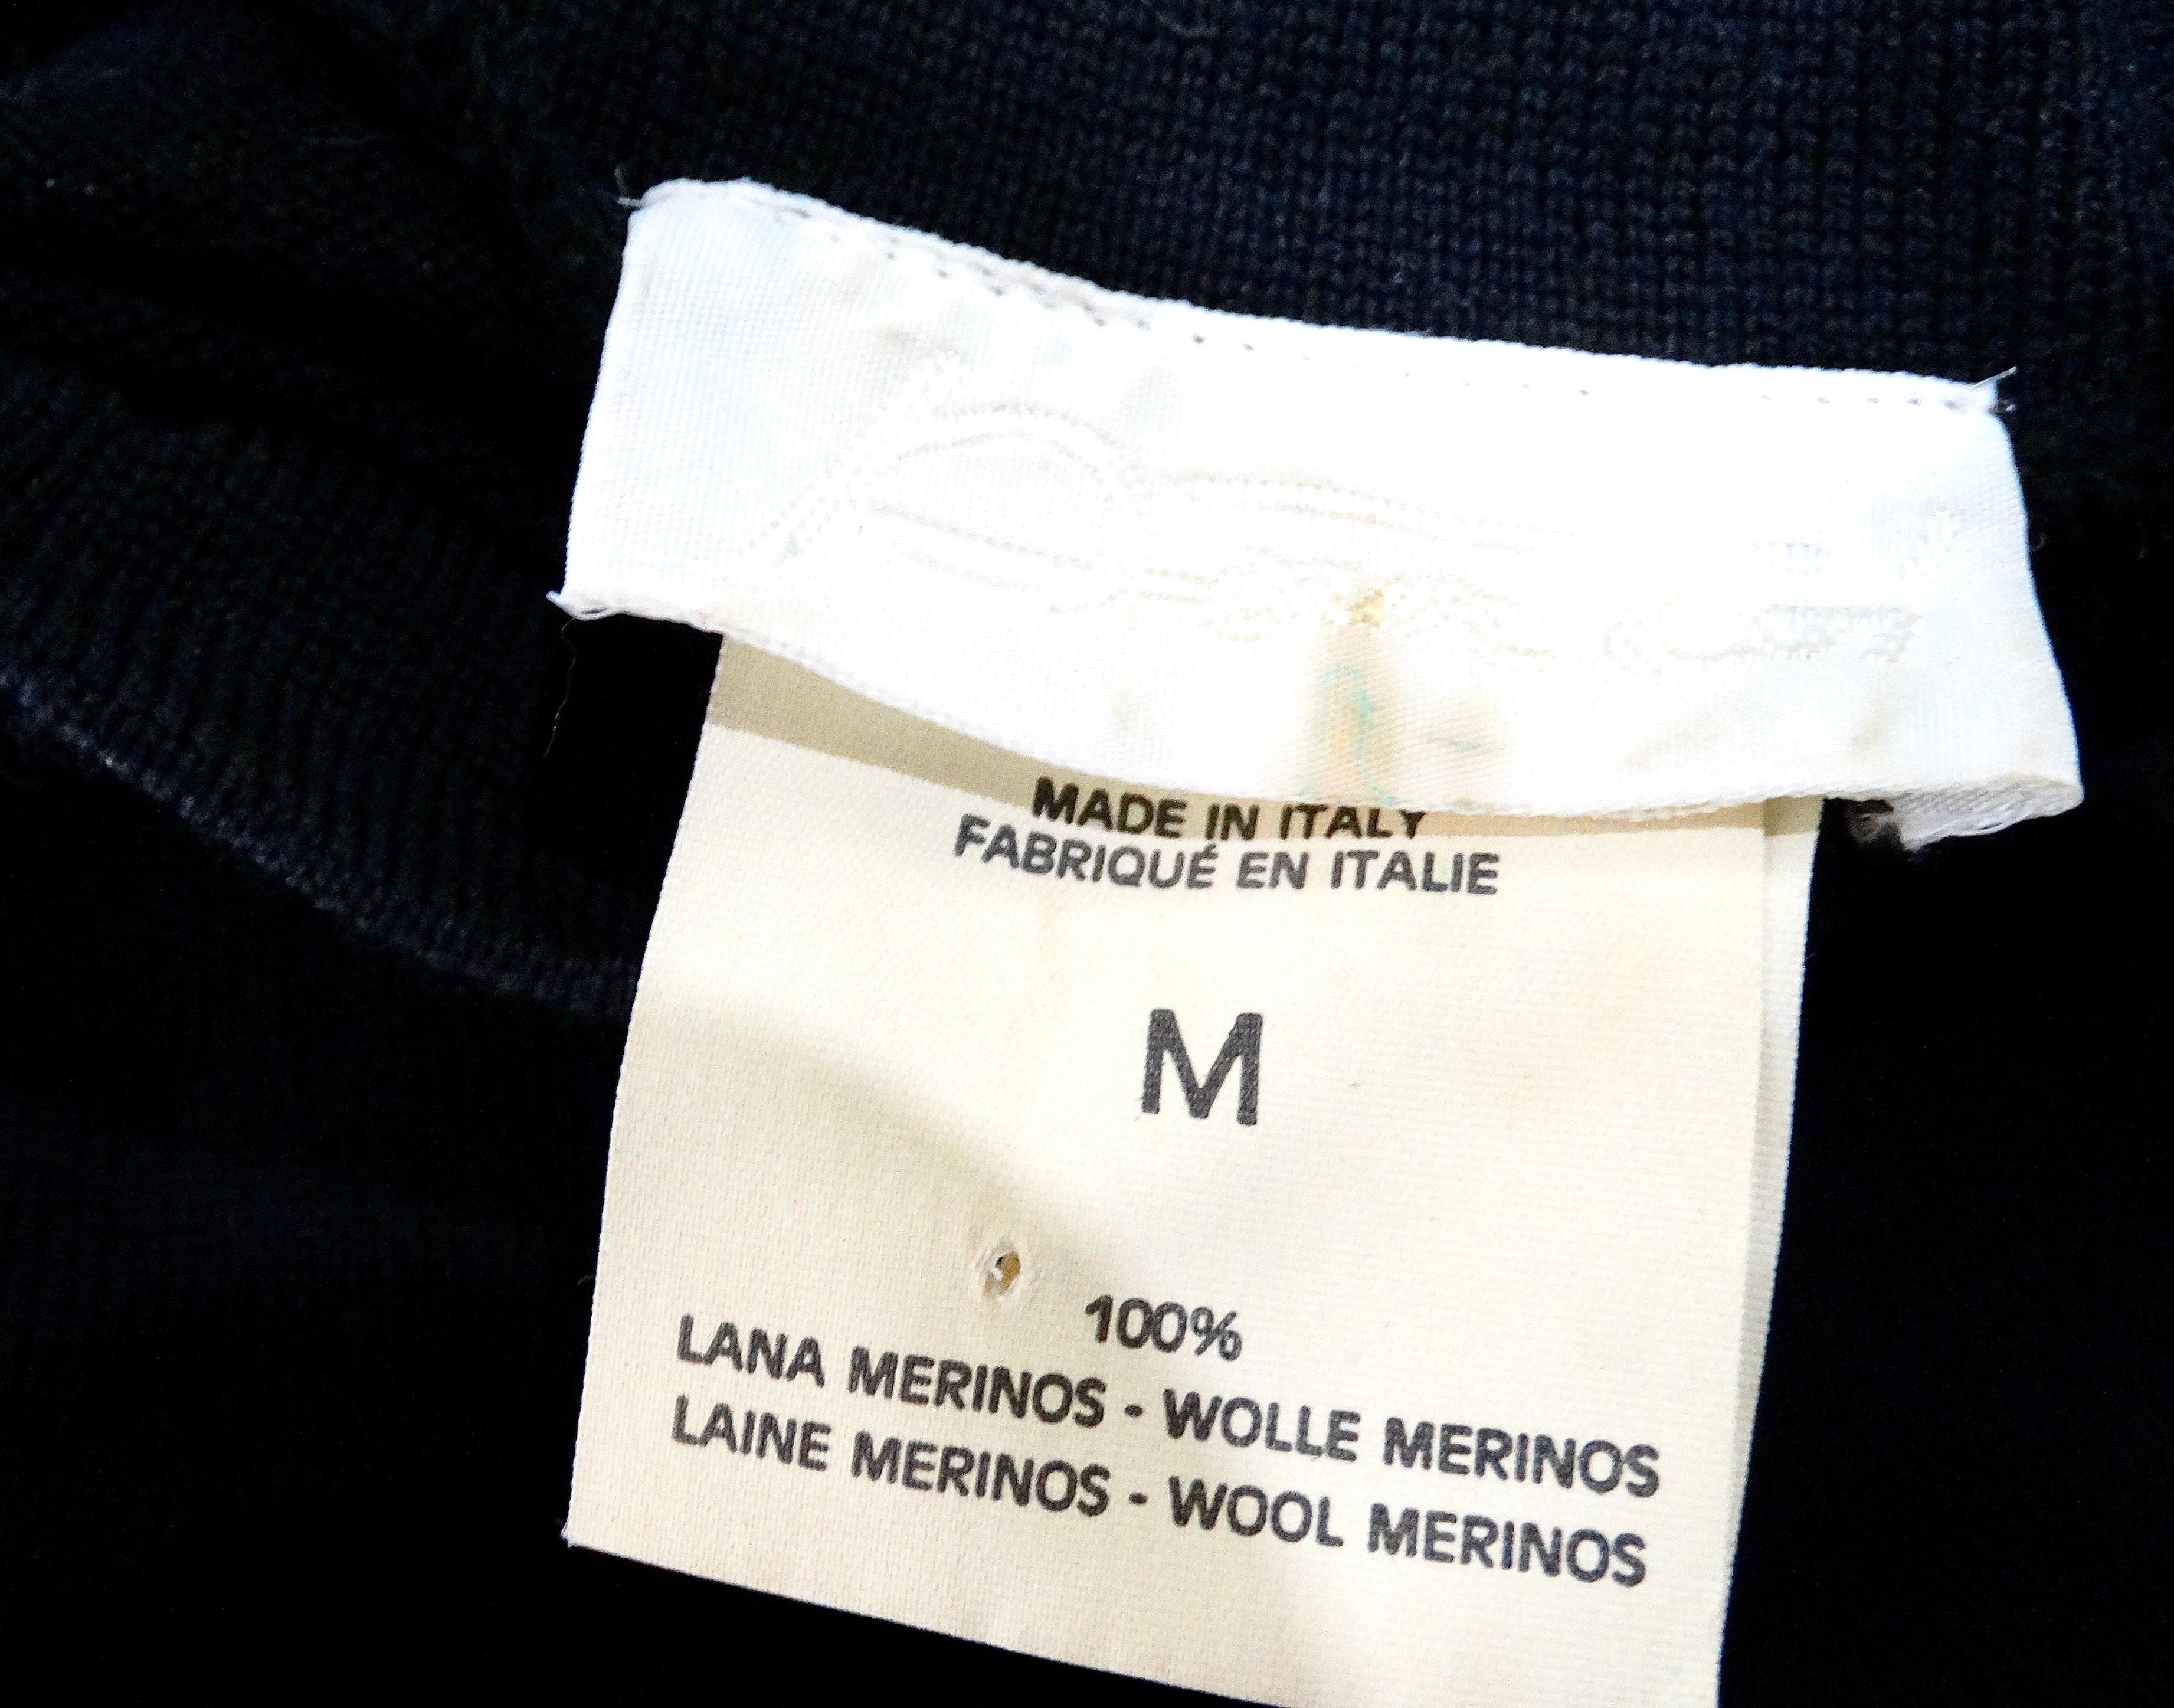 MADE IN ITALY
FABRIQUÉ EN ITALIE
M
100%
LANA MERINOS - WOLLE MERINOS
LAINE MERINOS - WOOL MERINOS